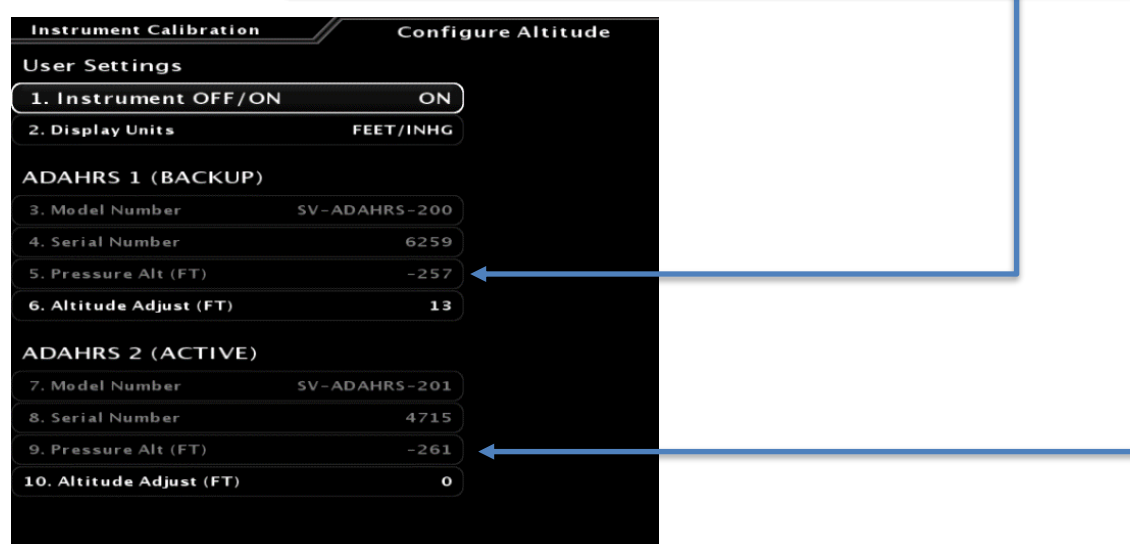 Instrument Calibration Configure Altitude
User Settings
1. Instrument OFF/ON ON
2. Display Units FEET/INHG
ADAHRS 1 (BACKUP)
3. Model Number SV-ADAHRS-200
4. Serial Number 6259
5. Pressure Alt (FT) -257
6. Altitude Adjust (FT) 13
ADAHRS 2 (ACTIVE)
7. Model Number SV-ADAHRS-201
8. Serial Number 4715
9. Pressure Alt (FT) -261
10. Altitude Adjust (FT) 0